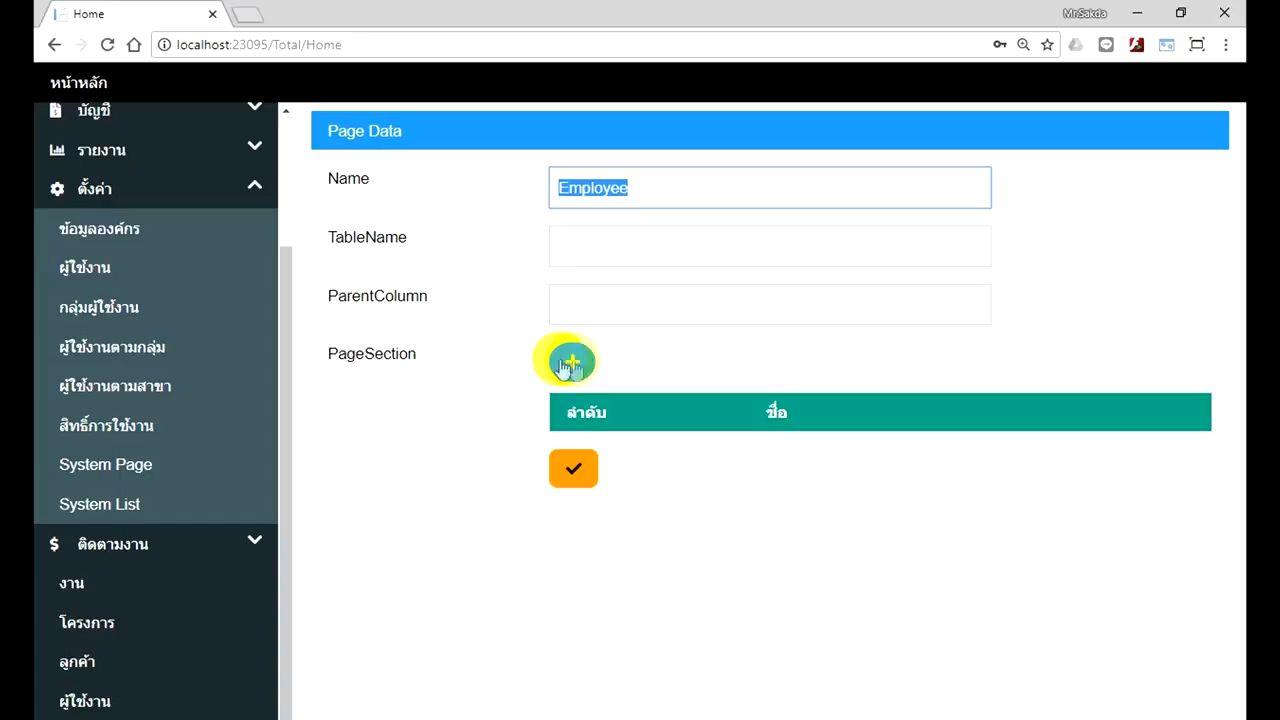 Home
MrSakda
localhost:23095/Total/Home
หน้าหลัก
บัญชี
รายงาน
ตั้งค่า
ข้อมูลองค์กร
ผู้ใช้งาน
กลุ่มผู้ใช้งาน
ผู้ใช้งานตามกลุ่ม
ผู้ใช้งานตามสาขา
สิทธิ์การใช้งาน
System Page
System List
ติดตามงาน
งาน
โครงการ
ลูกค้า
ผู้ใช้งาน
Page Data
Name
Employee
TableName
ParentColumn
PageSection
ลำดับ ชื่อ